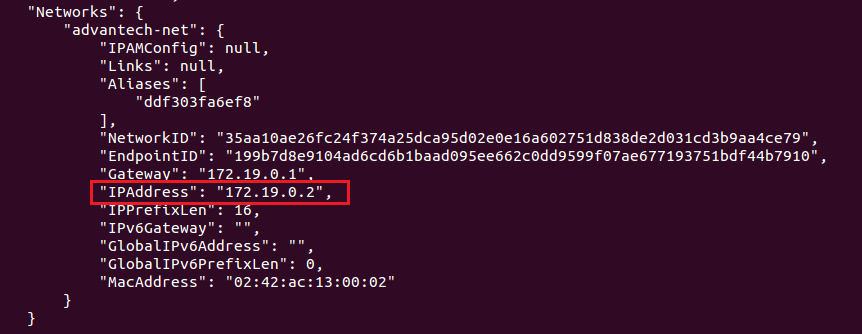 "Networks": {
"advantech-net": {
"IPAMConfig": null,
"Links": null,
"Aliases": [
"ddf303fa6ef8"
],
"NetworkID": "35aa10ae26fc24f374a25dca95d02e0e16a602751d838de2d031cd3b9aa4ce79",
"EndpointID": "199b7d8e9104ad6cd6b1baad095ee662c0dd9599f07ae677193751bdf44b7910",
"Gateway": "172.19.0.1",
"IPAddress": "172.19.0.2",
"IPPrefixLen": 16,
"IPv6Gateway": "",
"GlobalIPv6Address": "",
"GlobalIPv6PrefixLen": 0,
"MacAddress": "02:42:ac:13:00:02"
}
}